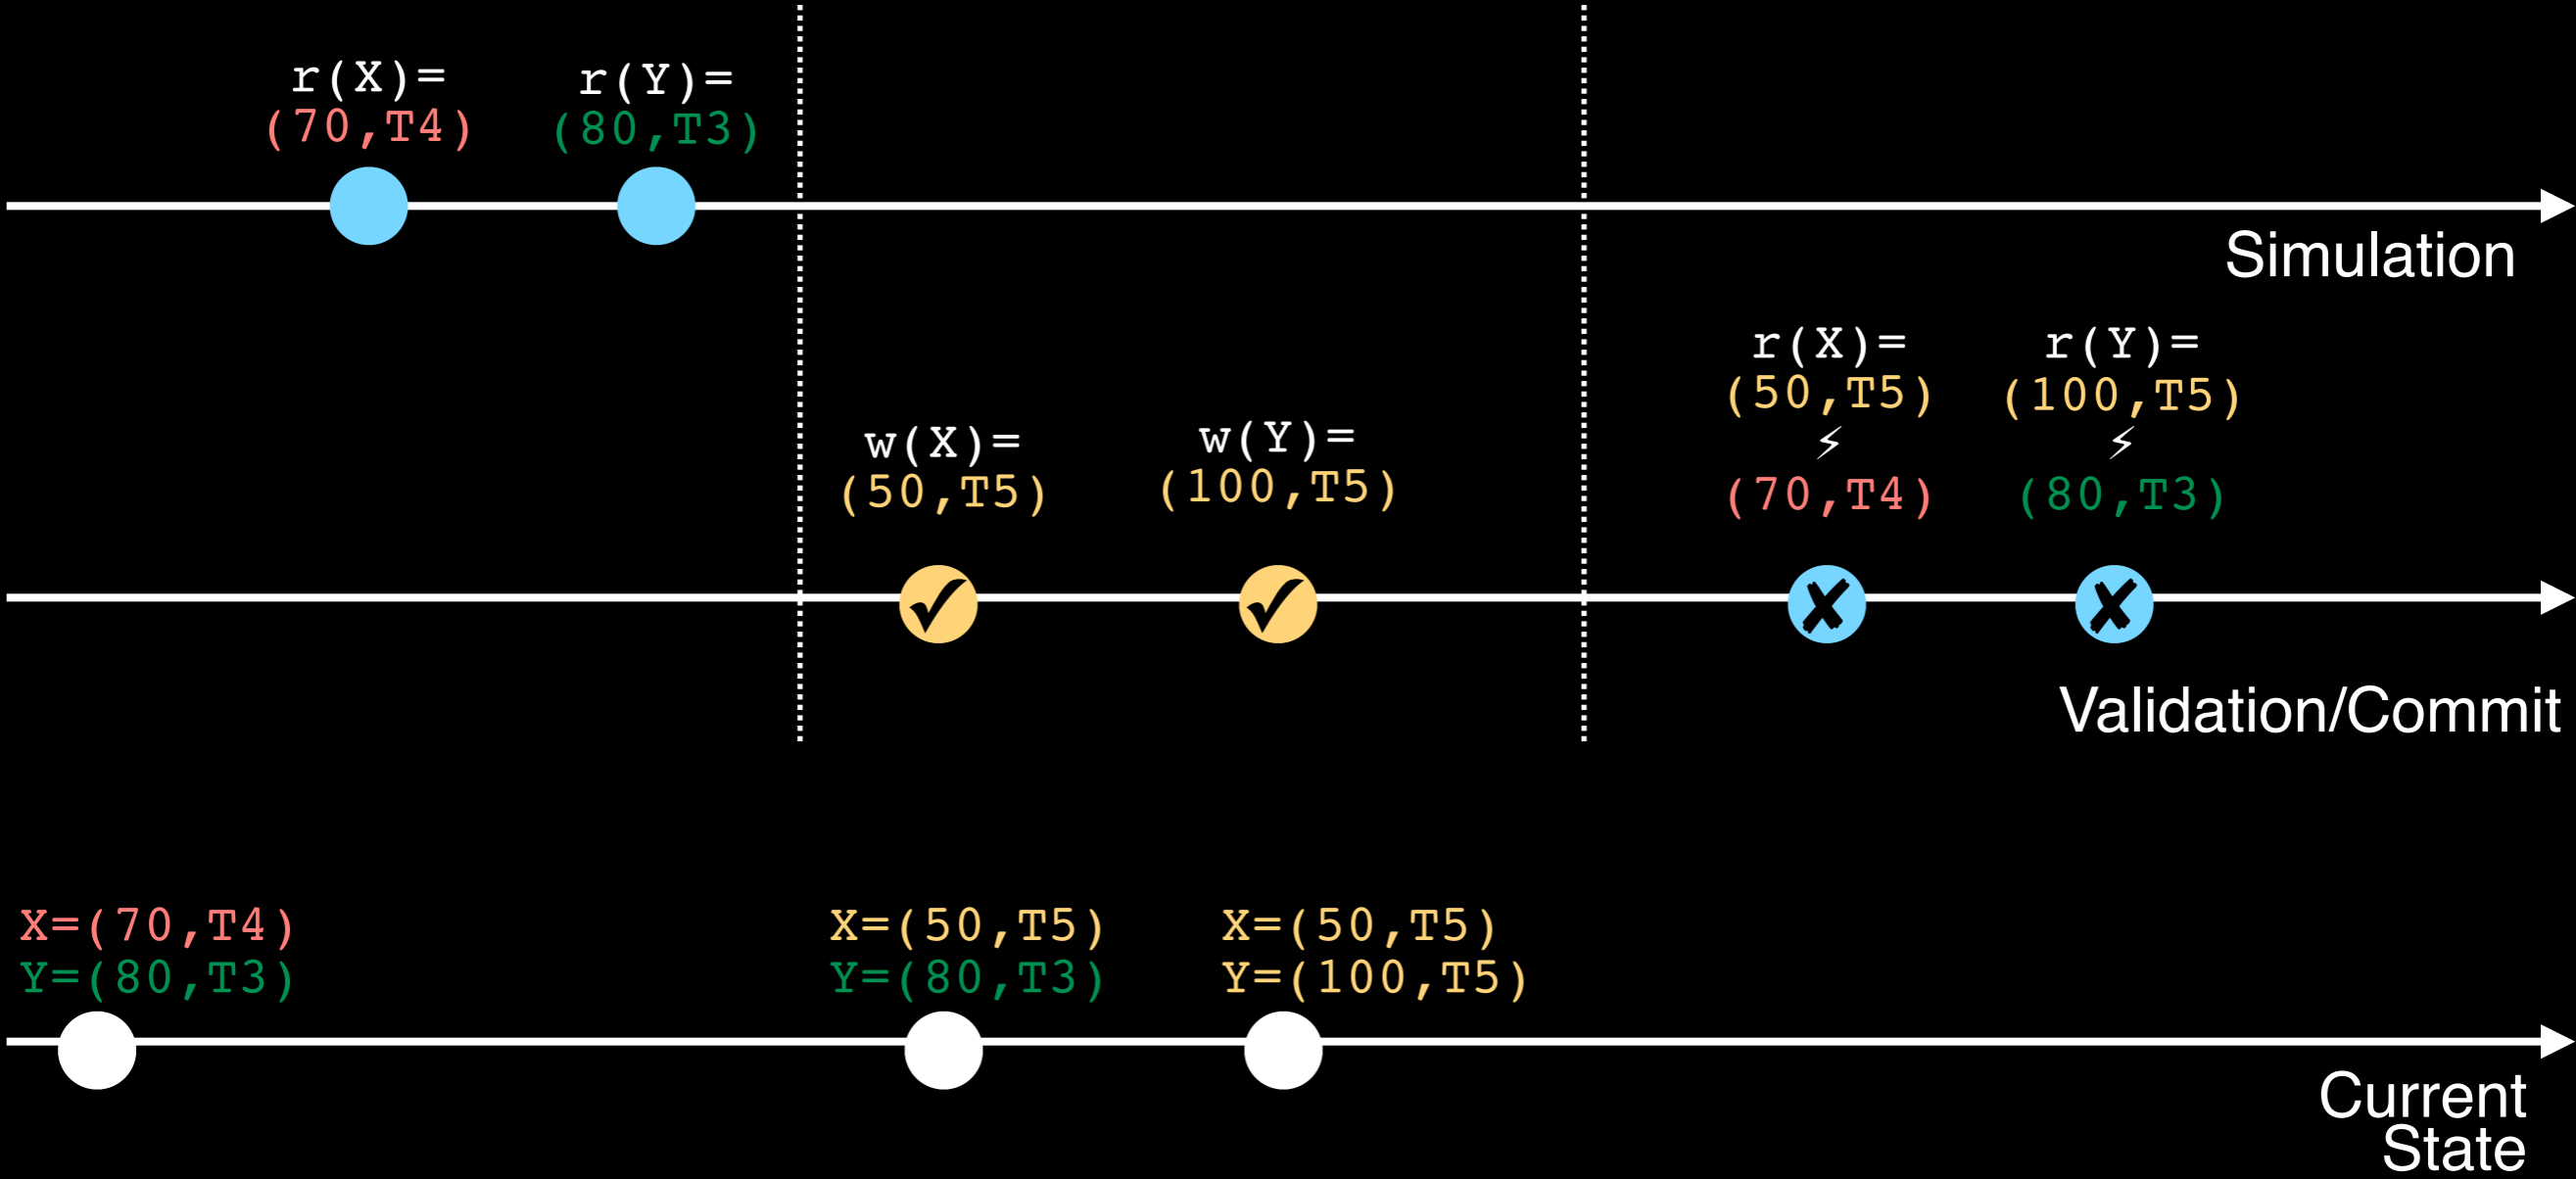 r(X)=
(70,T4)
r(Y)=
(80,T3)
Simulation
r(X)=
(50,T5)
⚡
(70,T4)
r(Y)=
(100,T5)
⚡
(80,T3)
w(X)=
(50,T5)
w(Y)=
(100,T5)
Validation/Commit
X=(70,T4)
Y=(80,T3)
X=(50,T5)
Y=(80,T3)
X=(50,T5)
Y=(100,T5)
Current
State